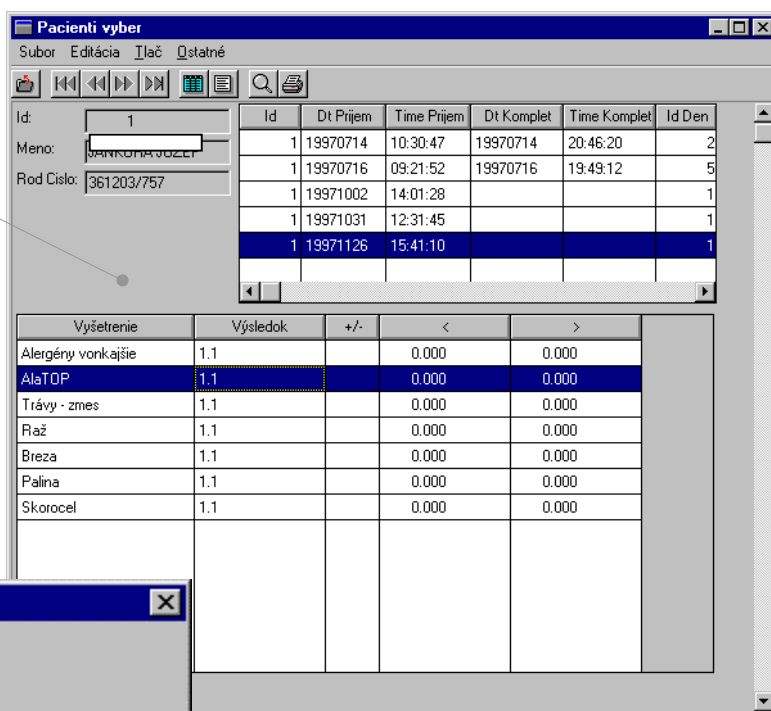 Pacienti vyber
Subor Editácia Tlač Ostatné
Id: 1
Meno:
Rod Cislo: 361203/757
Id Dt Prijem Time Prijem Dt Komplet Time Komplet Id Den
1 19970714 10:30:47 19970714 20:46:20 2
1 19970716 09:21:52 19970716 19:49:12 5
1 19971002 14:01:28 1
1 19971031 12:31:45 1
1 19971126 15:41:10 1
Vyšetrenie Výsledok +/- < >
Alergény vonkajšie 1.1 0.000 0.000
AlaTOP 1.1 0.000 0.000
Trávy - zmes 1.1 0.000 0.000
Raž 1.1 0.000 0.000
Breza 1.1 0.000 0.000
Palina 1.1 0.000 0.000
Skorocel 1.1 0.000 0.000